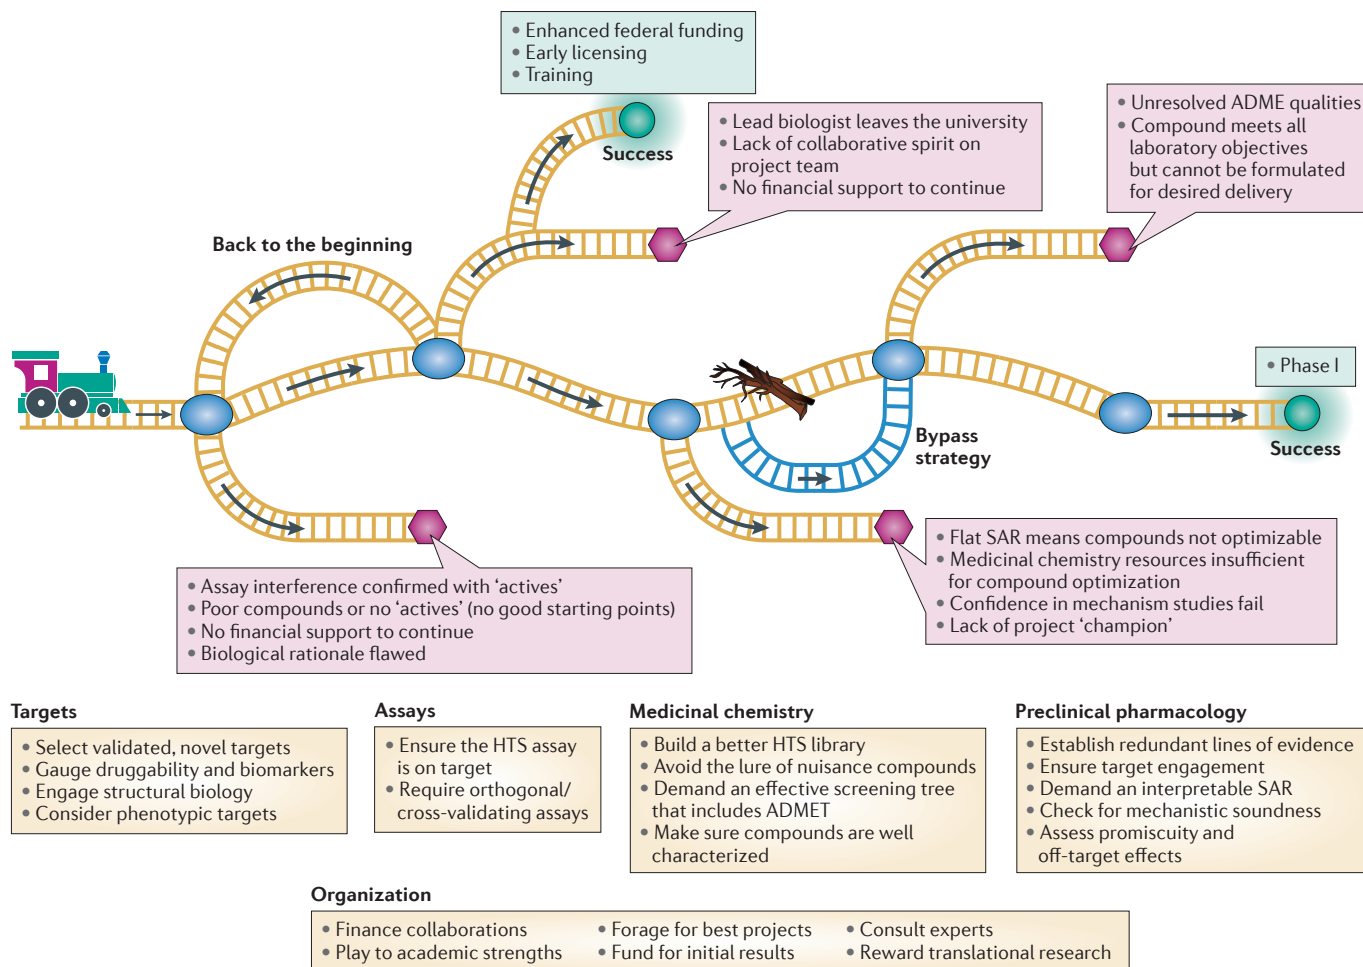 • Enhanced federal funding
• Early licensing
• Training
Success
• Lead biologist leaves the university
• Lack of collaborative spirit on
project team
• No financial support to continue
• Unresolved ADME qualities
• Compound meets all
laboratory objectives
but cannot be formulated
for desired delivery
Back to the beginning
• Phase I
Success
Bypass
strategy
• Assay interference confirmed with ‘actives’
• Poor compounds or no ‘actives’ (no good starting points)
• No financial support to continue
• Biological rationale flawed
• Flat SAR means compounds not optimizable
• Medicinal chemistry resources insufficient
for compound optimization
• Confidence in mechanism studies fail
• Lack of project ‘champion’
Targets
• Select validated, novel targets
• Gauge druggability and biomarkers
• Engage structural biology
• Consider phenotypic targets
Assays
• Ensure the HTS assay
is on target
• Require orthogonal/
cross-validating assays
Medicinal chemistry
• Build a better HTS library
• Avoid the lure of nuisance compounds
• Demand an effective screening tree
that includes ADMET
• Make sure compounds are well
characterized
Preclinical pharmacology
• Establish redundant lines of evidence
• Ensure target engagement
• Demand an interpretable SAR
• Check for mechanistic soundness
• Assess promiscuity and
off-target effects
Organization
• Finance collaborations
• Play to academic strengths
• Forage for best projects
• Fund for initial results
• Consult experts
• Reward translational research